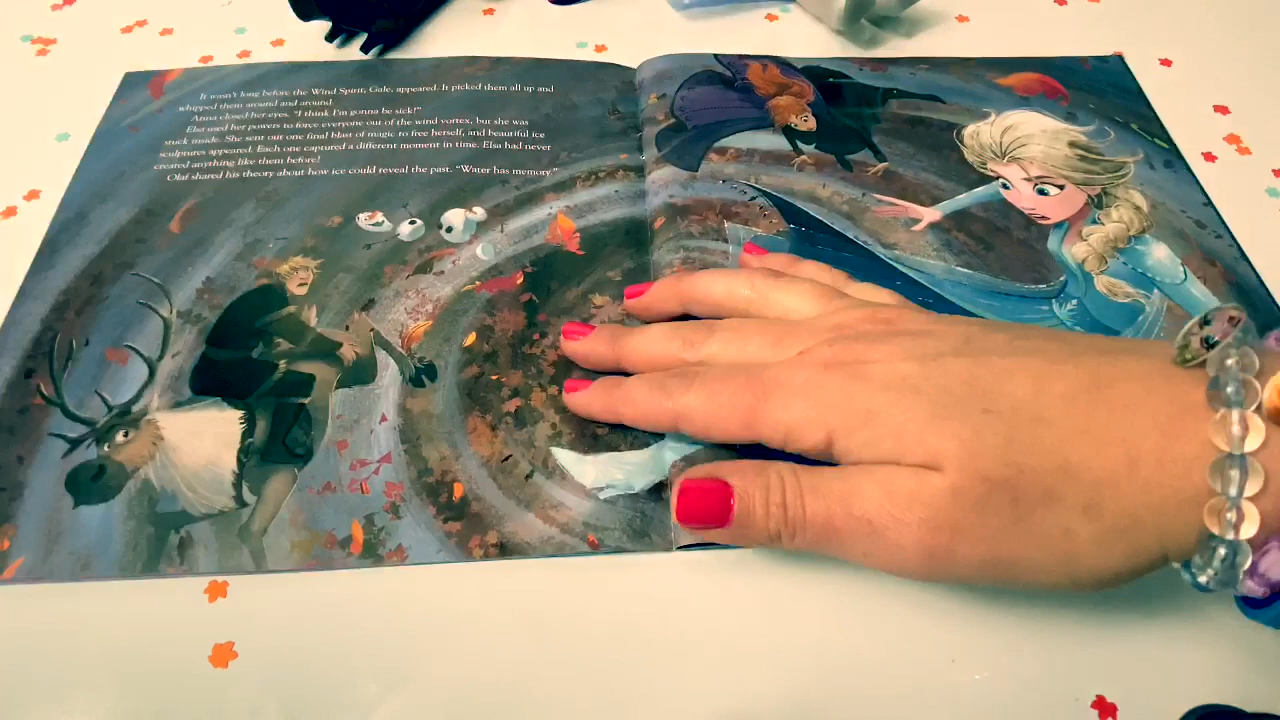 It wasn't long before the Wind Spirit, Gale, appeared. It picked them all up and
whipped them around and around.
Anna closed her eyes. "I think I'm gonna be sick!"
Elsa used her powers to force everyone out of the wind vortex, but she was
stuck inside. She sent out one final blast of magic to free herself, and beautiful ice
sculptures appeared. Each one captured a different moment in time. Elsa had never
created anything like them before!
Olaf shared his theory about how ice could reveal the past. "Water has memory."